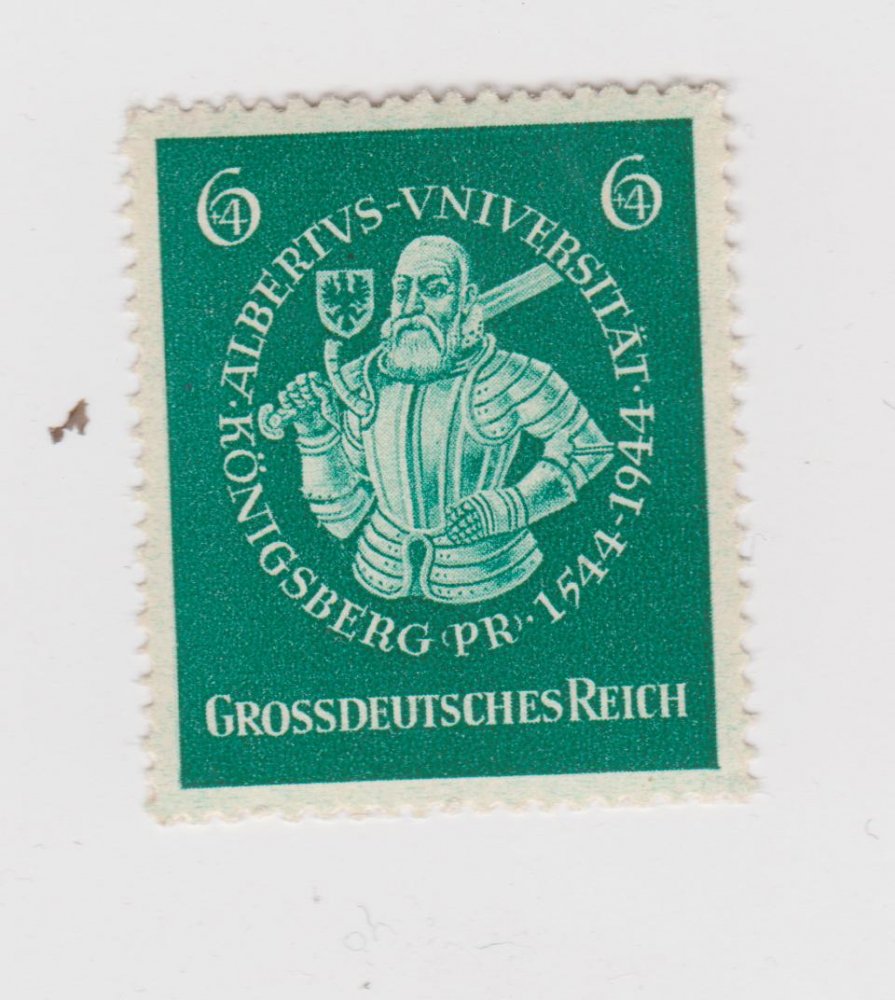 6+4
6+4
KÖNIGSBERG (PR) · 1544-1944 · ALBERTVS-VNIVERSITÄT ·
GROSSDEUTSCHES REICH